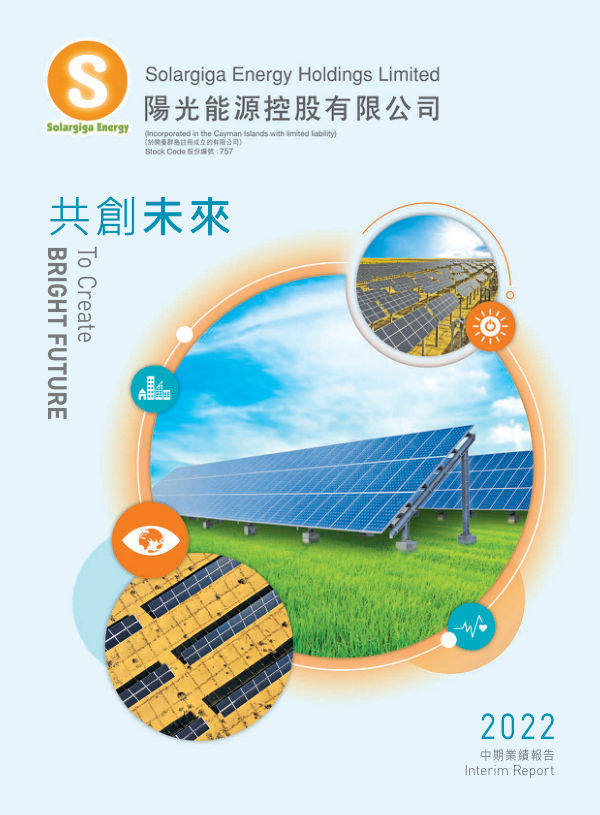 S
Solargiga Energy
Solargiga Energy Holdings Limited
陽光能源控股有限公司
(Incorporated in the Cayman Islands with limited liability)
(於開曼群島註冊成立的有限公司)
Stock Code 股份編號 : 757
共創未來
To Create
BRIGHT FUTURE
2022
中期業績報告
Interim Report